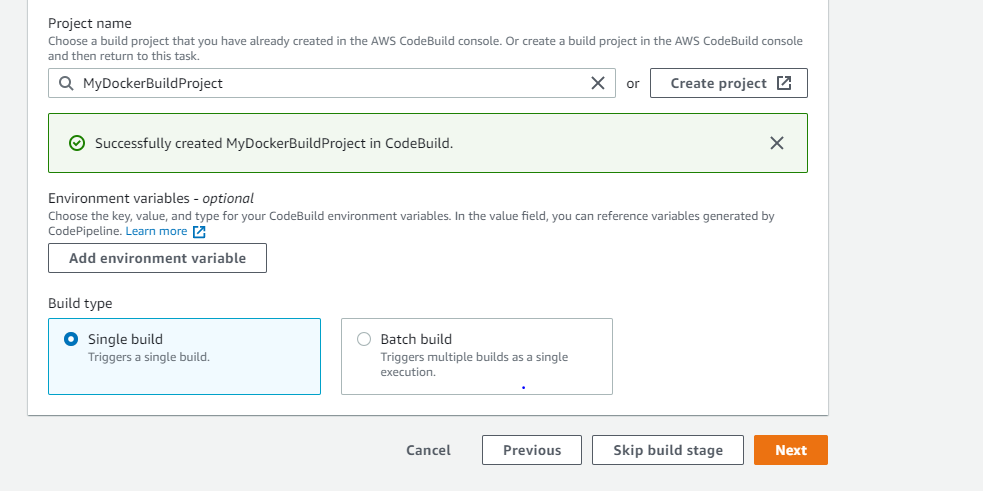 Project name
Choose a build project that you have already created in the AWS CodeBuild console. Or create a build project in the AWS CodeBuild console
and then return to this task.
MyDockerBuildProject
or
Create project
Successfully created MyDockerBuildProject in CodeBuild.
Environment variables - optional
Choose the key, value, and type for your CodeBuild environment variables. In the value field, you can reference variables generated by
CodePipeline. Learn more
Add environment variable
Build type
Single build
Triggers a single build.
Batch build
Triggers multiple builds as a single
execution.
Cancel
Previous
Skip build stage
Next